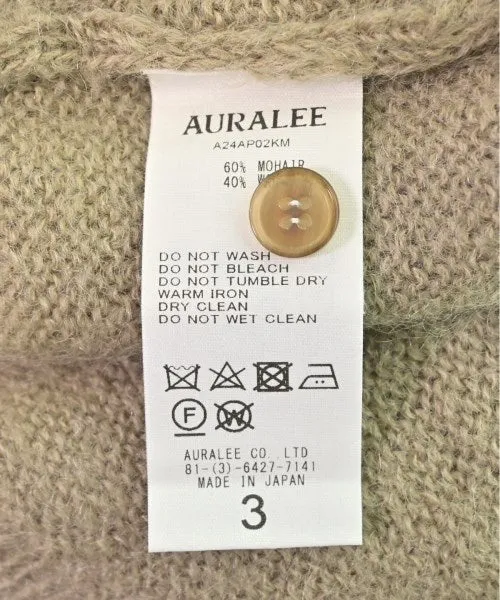 AURALEE
A24AP02KM
60% MOHAIR
40%
DO NOT WASH
DO NOT BLEACH
DO NOT TUMBLE DRY
WARM IRON
DRY CLEAN
DO NOT WET CLEAN
F
W
AURALEE CO.,LTD
81-(3)-6427-7141
MADE IN JAPAN
3